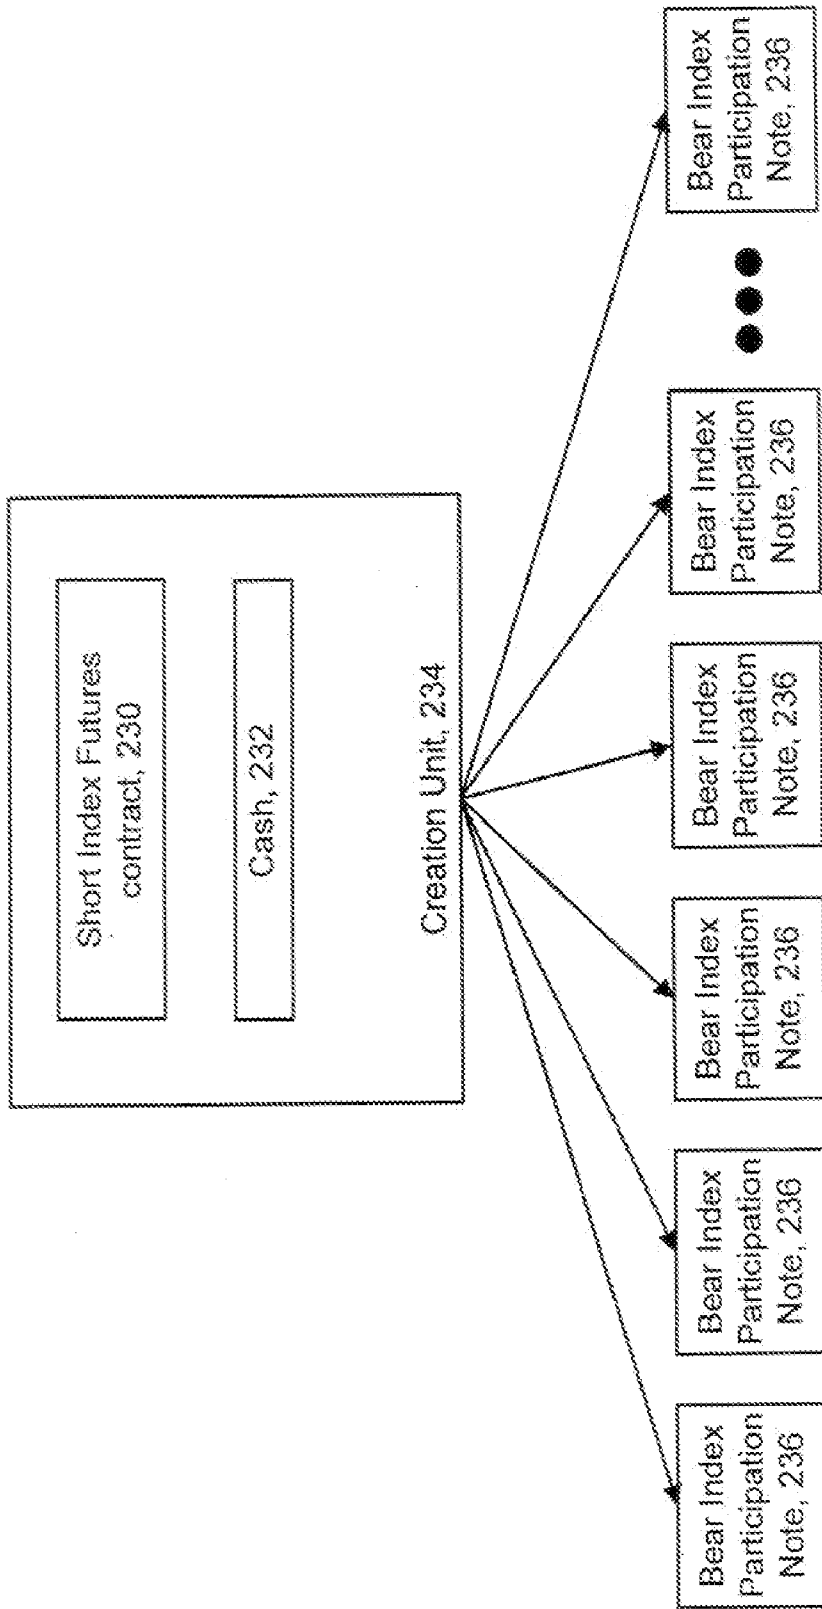 Short Index Futures
contract, 230
Cash, 232
Creation Unit, 234
Bear Index
Participation
Note, 236
Bear Index
Participation
Note, 236
Bear Index
Participation
Note, 236
Bear Index
Participation
Note, 236
Bear Index
Participation
Note, 236
Bear Index
Participation
Note, 236